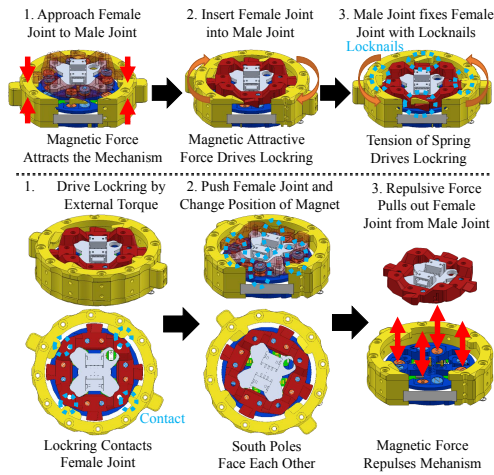 1. Approach Female
Joint to Male Joint
2. Insert Female Joint
into Male Joint
3. Male Joint fixes Female
Joint with Locknails
Locknails
Magnetic Force
Attracts the Mechanism
Magnetic Attractive
Force Drives Lockring
Tension of Spring
Drives Lockring
1. Drive Lockring by
External Torque
2. Push Female Joint and
Change Position of Magnet
3. Repulsive Force
Pulls out Female
Joint from Male Joint
Contact
Lockring Contacts
Female Joint
South Poles
Face Each Other
Magnetic Force
Repulses Mehanism